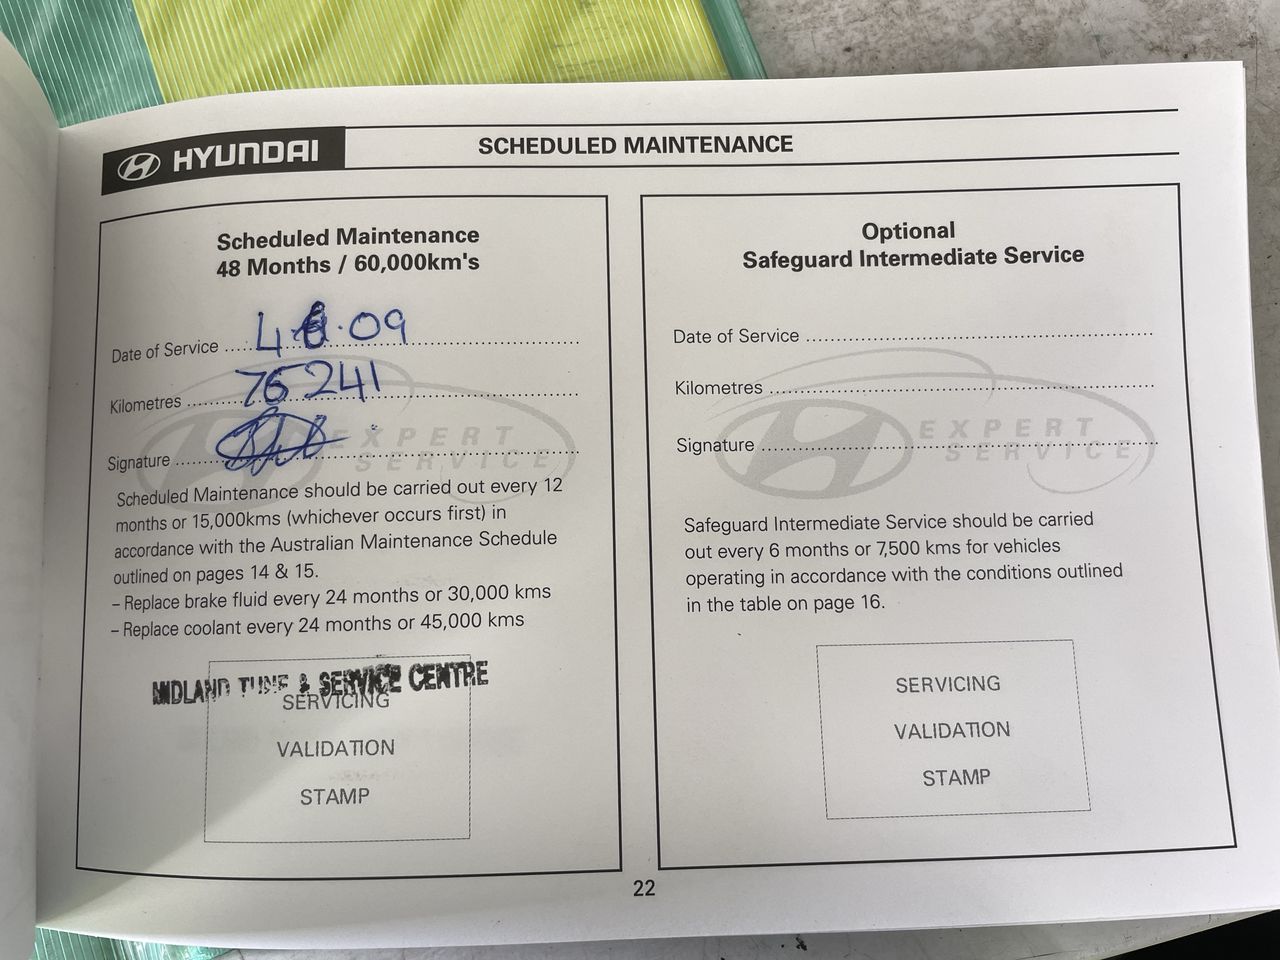 HYUNDAI
SCHEDULED MAINTENANCE
Scheduled Maintenance
48 Months / 60,000km's
Date of Service 4. .09
Kilometres 76241
Signature
EXPERT
SERVICE
Scheduled Maintenance should be carried out every 12
months or 15,000kms (whichever occurs first) in
accordance with the Australian Maintenance Schedule
outlined on pages 14 & 15.
– Replace brake fluid every 24 months or 30,000 kms
– Replace coolant every 24 months or 45,000 kms
MIDLAND TUNE & SERVICE CENTRE
SERVICING
VALIDATION
STAMP
Optional
Safeguard Intermediate Service
Date of Service
Kilometres
Signature
EXPERT
SERVICE
Safeguard Intermediate Service should be carried
out every 6 months or 7,500 kms for vehicles
operating in accordance with the conditions outlined
in the table on page 16.
SERVICING
VALIDATION
STAMP
22